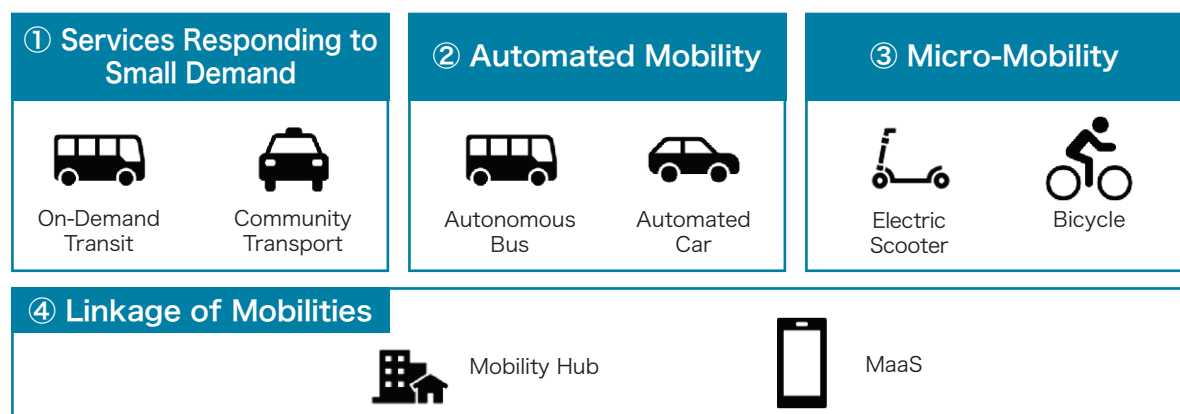 ① Services Responding to
Small Demand
② Automated Mobility
③ Micro-Mobility
On-Demand
Transit
Community
Transport
Autonomous
Bus
Automated
Car
Electric
Scooter
Bicycle
④ Linkage of Mobilities
Mobility Hub
MaaS